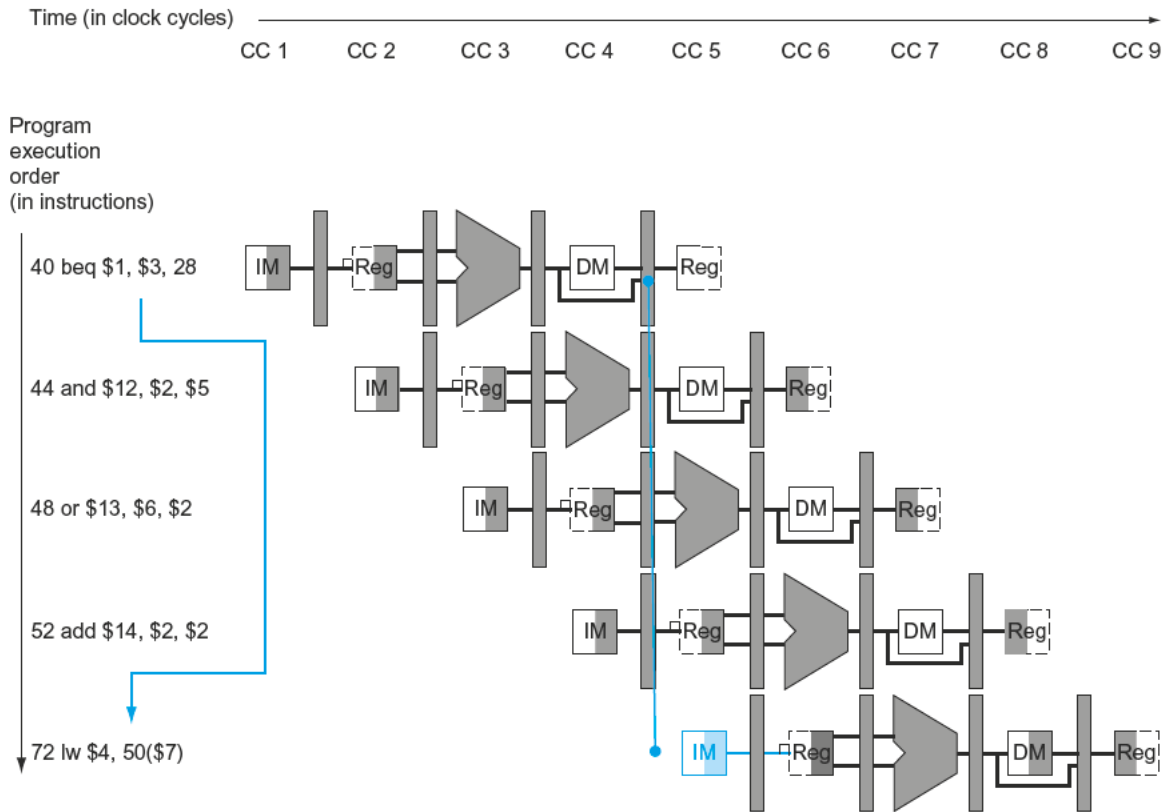 Time (in clock cycles)
CC 1 CC 2 CC 3 CC 4 CC 5 CC 6 CC 7 CC 8 CC 9
Program
execution
order
(in instructions)
40 beq $1, $3, 28
IM Reg DM Reg
44 and $12, $2, $5
IM Reg DM Reg
48 or $13, $6, $2
IM Reg DM Reg
52 add $14, $2, $2
IM Reg DM Reg
72 lw $4, 50($7)
IM Reg DM Reg